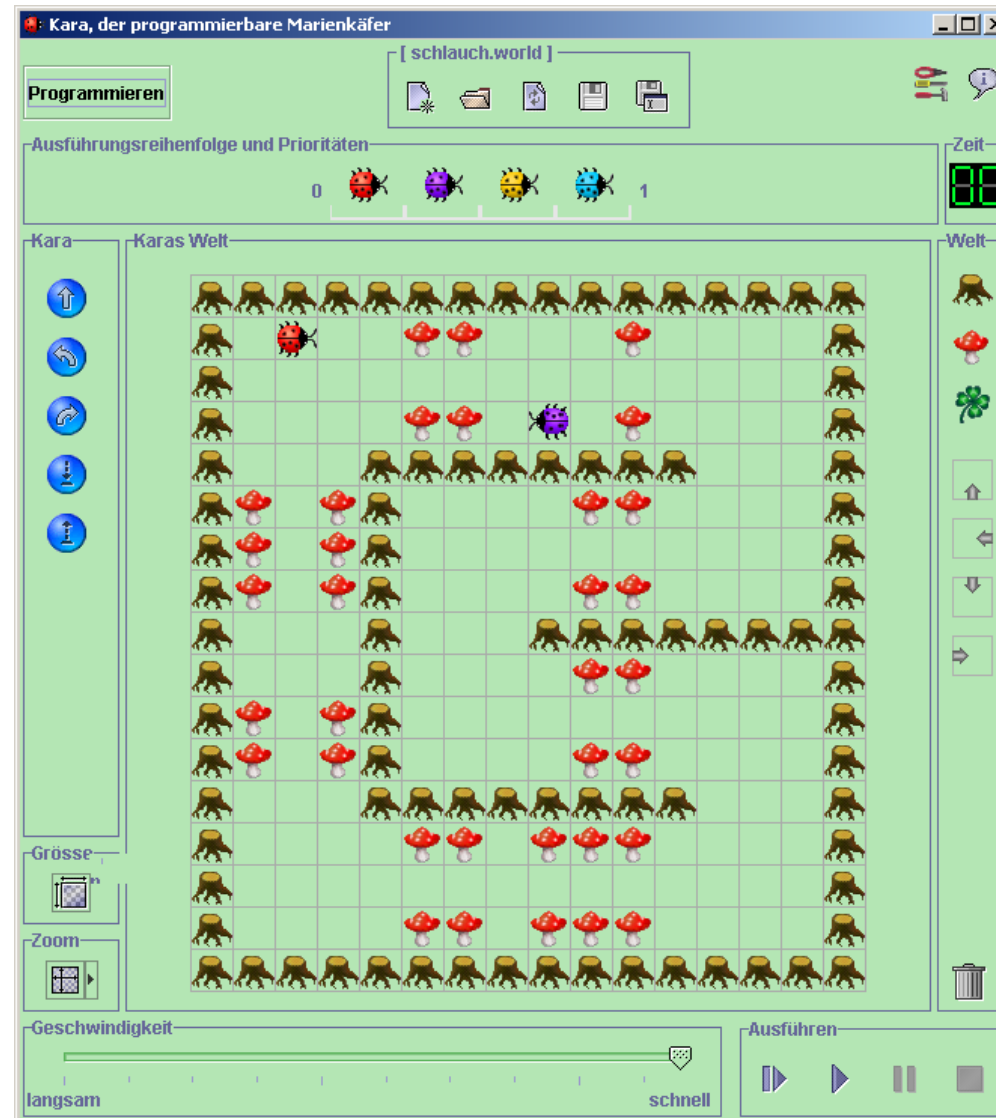 Kara, der programmierbare Marienkäfer
[ schlauch.world ]
Programmieren
Ausführungsreihenfolge und Prioritäten
Zeit
0
1
00
Kara
Karas Welt
Welt
Grösse
Zoom
Geschwindigkeit
Ausführen
langsam
schnell